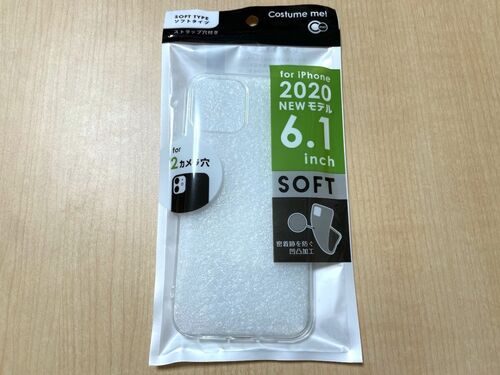 SOFT TYPE
ソフトタイプ
ストラップ穴付き
Costume me!
for iPhone
2020
NEWモデル
6.1
inch
for
2カメラ穴
SOFT
密着跡を防ぐ
凹凸加工